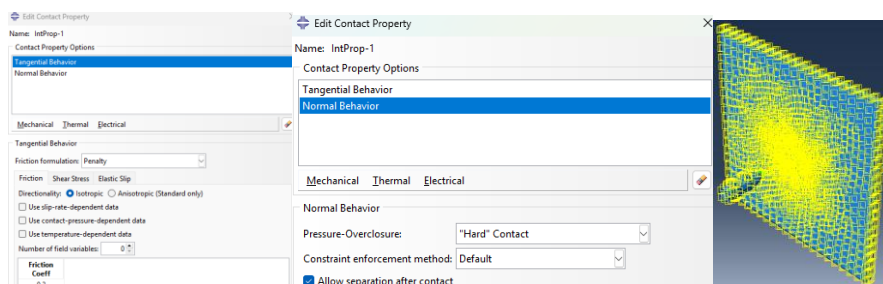 Edit Contact Property
Name: IntProp-1
Contact Property Options
Tangential Behavior
Normal Behavior
Mechanical Thermal Electrical
Tangential Behavior
Friction formulation: Penalty
Friction Shear Stress Elastic Slip
Directionality: Isotropic Anisotropic (Standard only)
Use slip-rate-dependent data
Use contact-pressure-dependent data
Use temperature-dependent data
Number of field variables: 0
Friction
Coeff
Edit Contact Property
Name: IntProp-1
Contact Property Options
Tangential Behavior
Normal Behavior
Mechanical Thermal Electrical
Normal Behavior
Pressure-Overclosure: "Hard" Contact
Constraint enforcement method: Default
Allow separation after contact